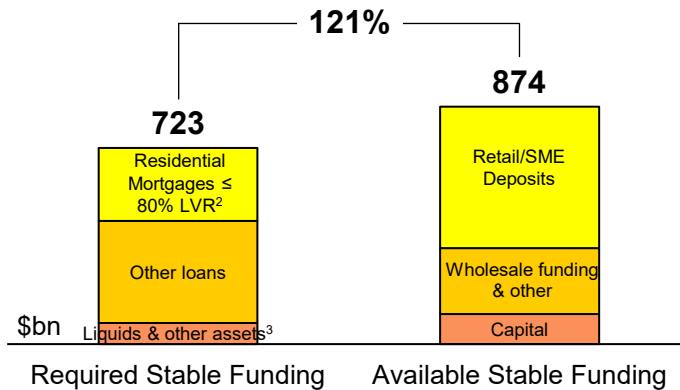 121%
723
874
Residential
Mortgages ≤
80% LVR²
Retail/SME
Deposits
Other loans
Wholesale funding
& other
$bn
Liquids & other assets³
Capital
Required Stable Funding
Available Stable Funding